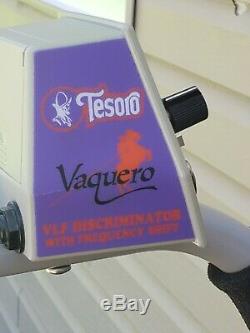 Tesoro
Vaquero
VLF DISCRIMINATOR
WITH FREQUENCY SHIFT